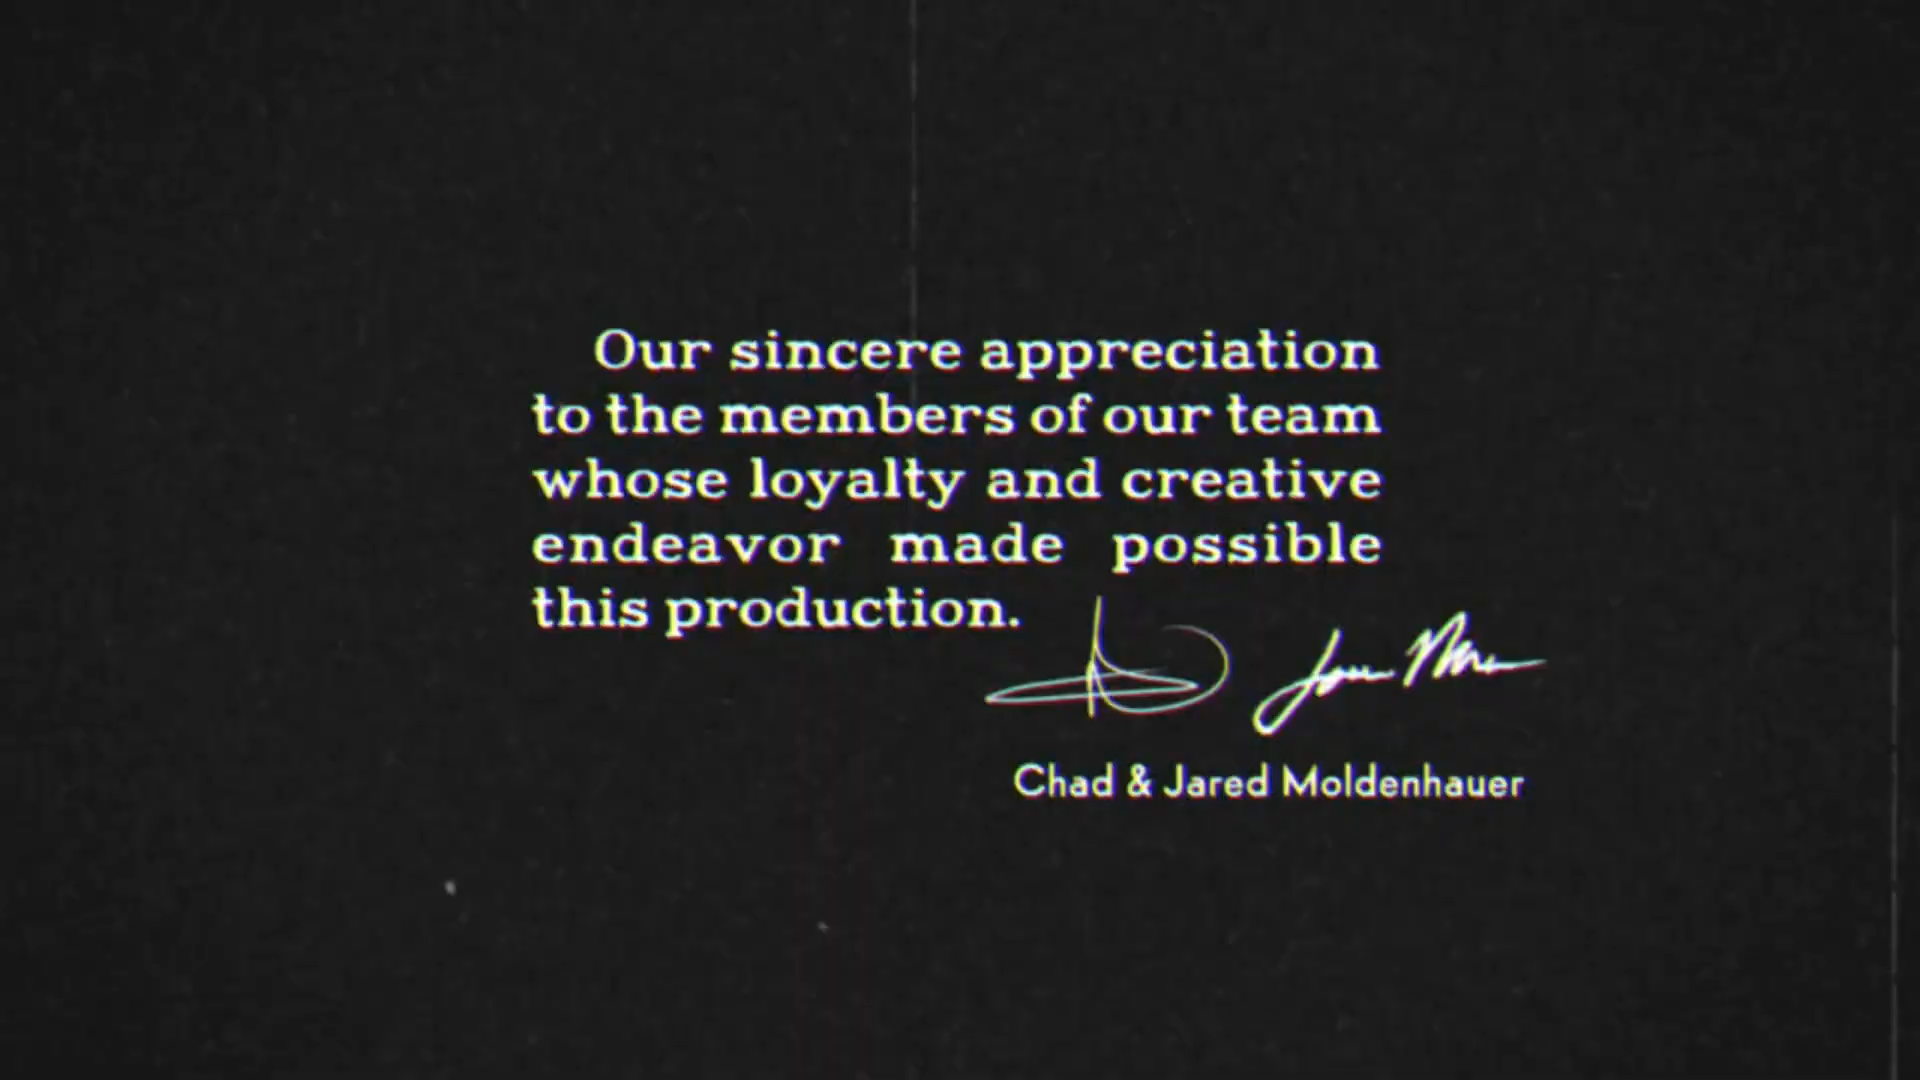 Our sincere appreciation
to the members of our team
whose loyalty and creative
endeavor made possible
this production.
Chad & Jared Moldenhauer